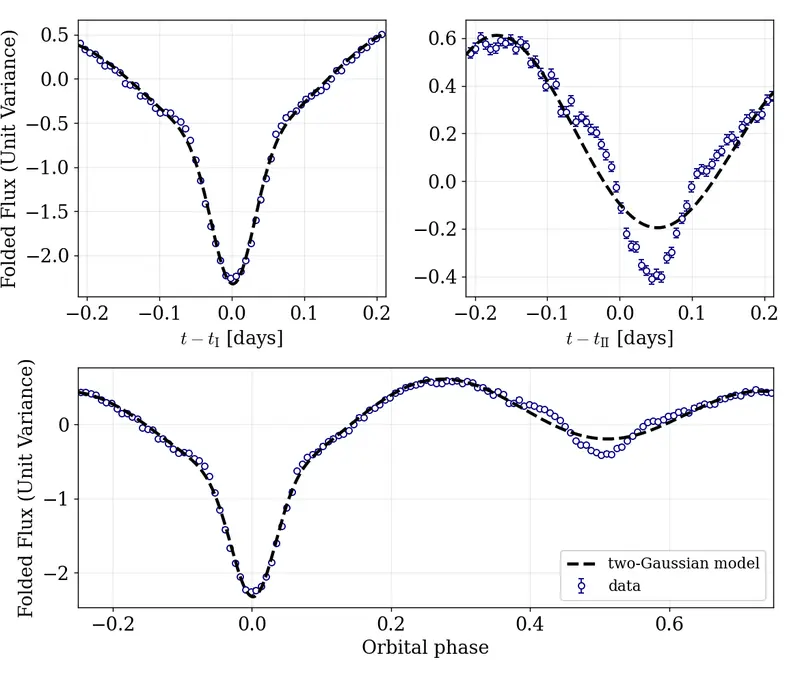 0.5
0.0
−0.5
−1.0
−1.5
−2.0
−0.2 −0.1 0.0 0.1 0.2
Folded Flux (Unit Variance)
t − t_I [days]
0.6
0.4
0.2
0.0
−0.2
−0.4
−0.2 −0.1 0.0 0.1 0.2
t − t_II [days]
0
−1
−2
−0.2 0.0 0.2 0.4 0.6
Folded Flux (Unit Variance)
Orbital phase
two-Gaussian model
data